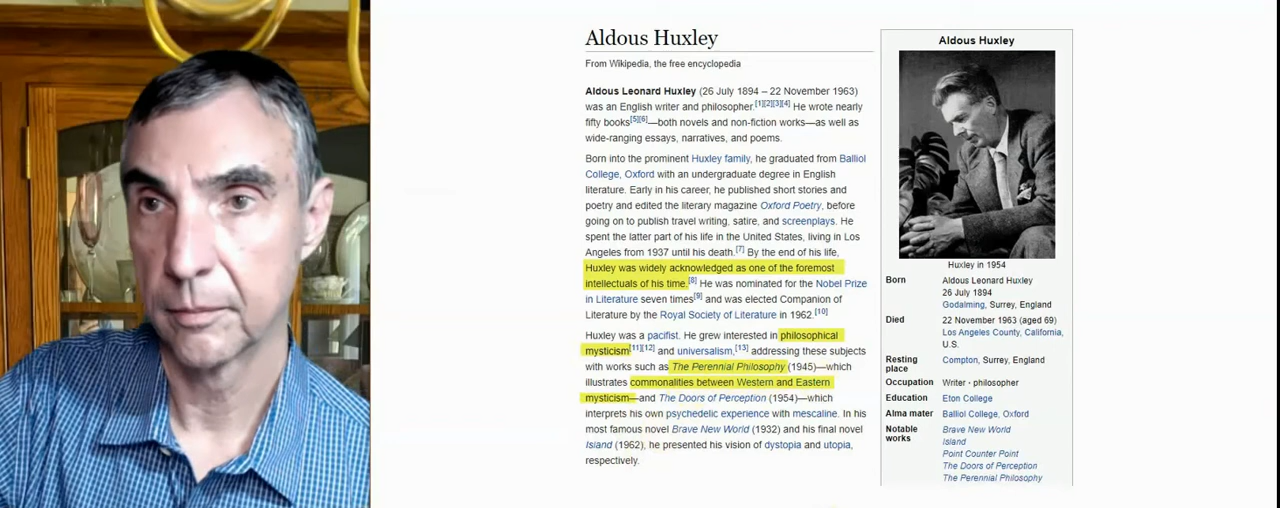 Aldous Huxley
From Wikipedia, the free encyclopedia
Aldous Leonard Huxley (26 July 1894 – 22 November 1963)
was an English writer and philosopher.[1][2][3][4] He wrote nearly
fifty books[5][6]—both novels and non-fiction works—as well as
wide-ranging essays, narratives, and poems.
Born into the prominent Huxley family, he graduated from Balliol
College, Oxford with an undergraduate degree in English
literature. Early in his career, he published short stories and
poetry and edited the literary magazine Oxford Poetry, before
going on to publish travel writing, satire, and screenplays. He
spent the latter part of his life in the United States, living in Los
Angeles from 1937 until his death.[7] By the end of his life,
Huxley was widely acknowledged as one of the foremost
intellectuals of his time.[8] He was nominated for the Nobel Prize
in Literature seven times[9] and was elected Companion of
Literature by the Royal Society of Literature in 1962.[10]
Huxley was a pacifist. He grew interested in philosophical
mysticism[11][12] and universalism,[13] addressing these subjects
with works such as The Perennial Philosophy (1945)—which
illustrates commonalities between Western and Eastern
mysticism—and The Doors of Perception (1954)—which
interprets his own psychedelic experience with mescaline. In his
most famous novel Brave New World (1932) and his final novel
Island (1962), he presented his vision of dystopia and utopia,
respectively.
Aldous Huxley
Huxley in 1954
Born Aldous Leonard Huxley
26 July 1894
Godalming, Surrey, England
Died 22 November 1963 (aged 69)
Los Angeles County, California,
U.S.
Resting place Compton, Surrey, England
Occupation Writer · philosopher
Education Eton College
Alma mater Balliol College, Oxford
Notable works Brave New World
Island
Point Counter Point
The Doors of Perception
The Perennial Philosophy